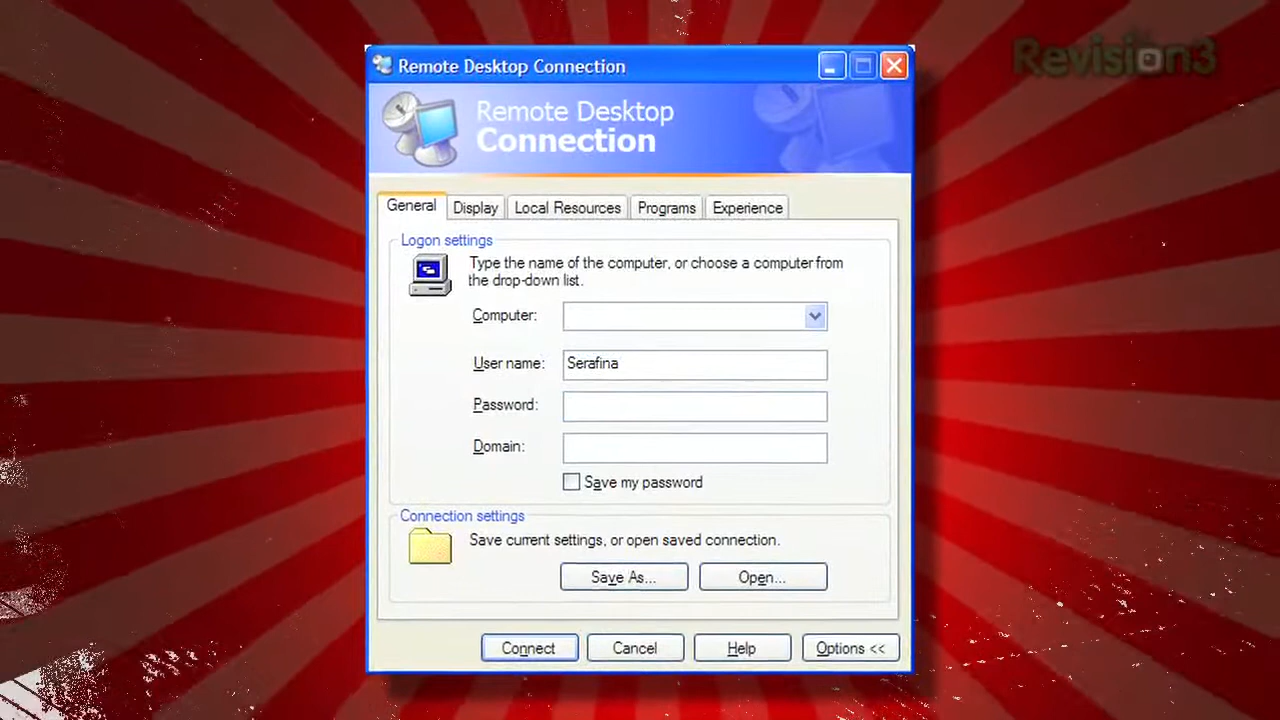 Revision3
Remote Desktop Connection
Remote Desktop
Connection
General Display Local Resources Programs Experience
Logon settings
Type the name of the computer, or choose a computer from
the drop-down list.
Computer:
User name: Serafina
Password:
Domain:
Save my password
Connection settings
Save current settings, or open saved connection.
Save As... Open...
Connect Cancel Help Options <<